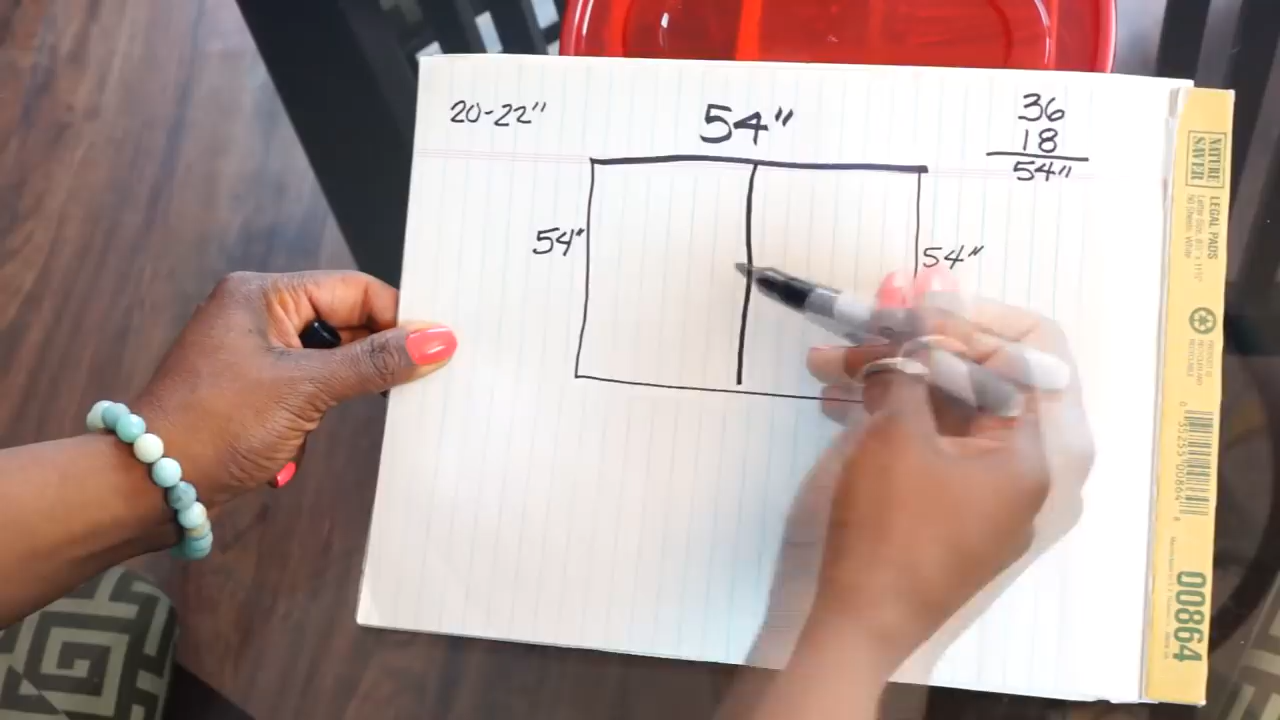 20-22"
54"
36
18
54"
54"
54"
NATURE
SAVER
LEGAL PADS
00864